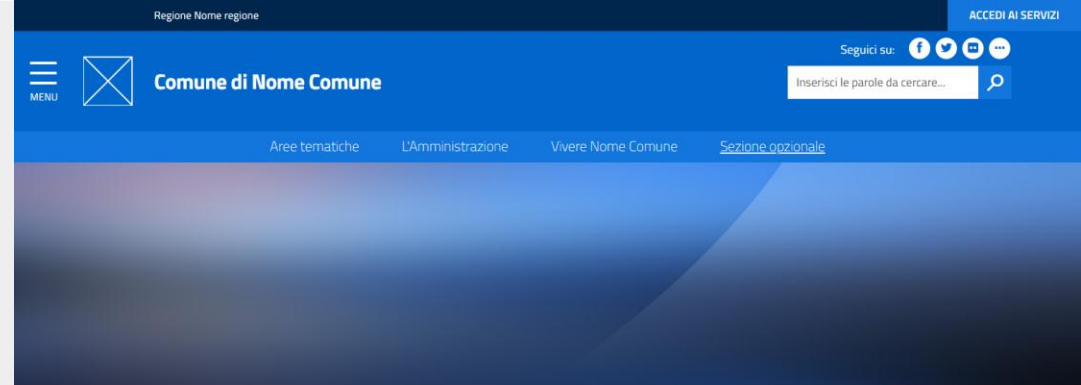 Regione Nome regione
ACCEDI AI SERVIZI
Seguici su:
MENU
Comune di Nome Comune
Inserisci le parole da cercare...
Aree tematiche L'Amministrazione Vivere Nome Comune Sezione opzionale